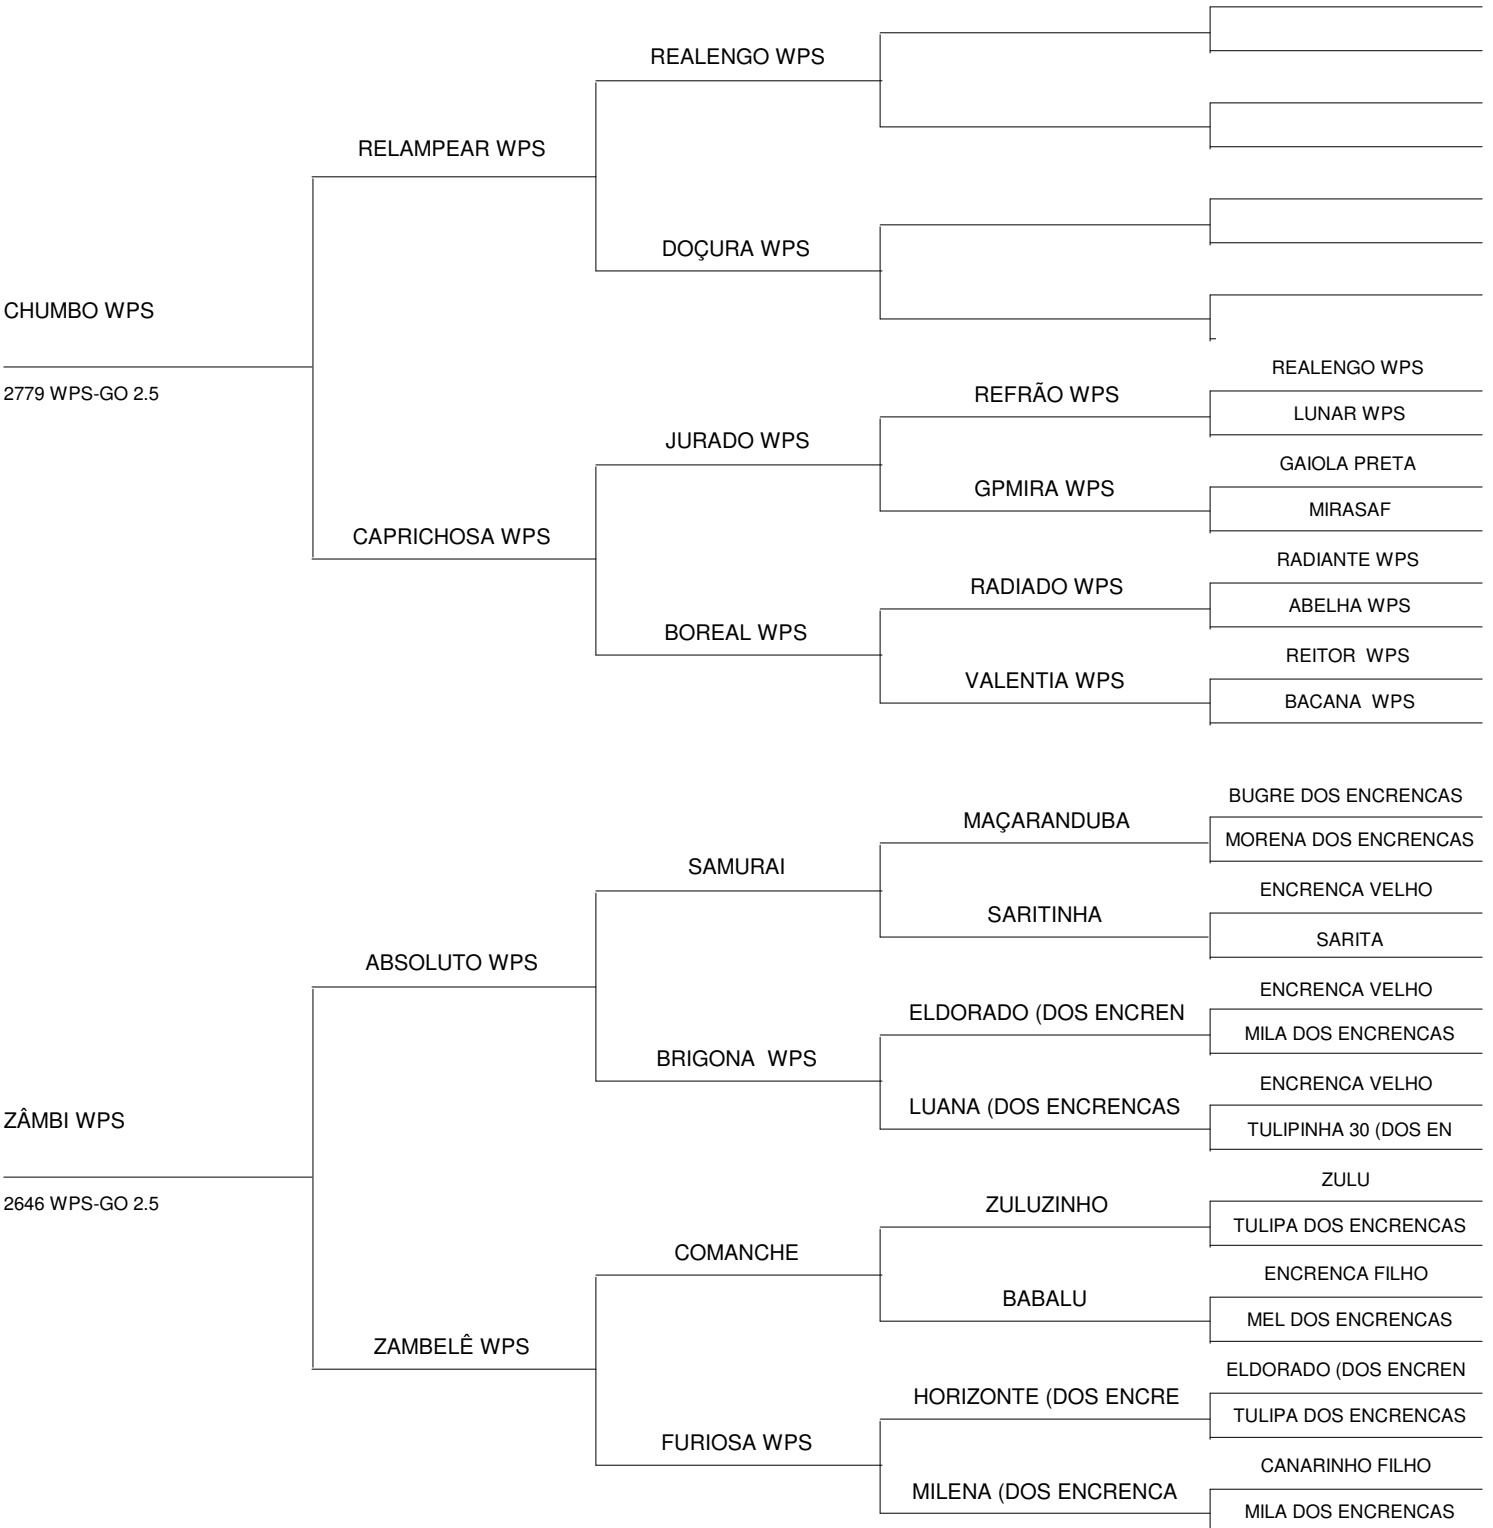 REALENGO WPS
RELAMPEAR WPS
DOÇURA WPS
CHUMBO WPS
2779 WPS-GO 2.5
REALENGO WPS
REFRÃO WPS
LUNAR WPS
JURADO WPS
GAIOLA PRETA
GPMIRA WPS
MIRASAF
CAPRICHOSA WPS
RADIANTE WPS
RADIADO WPS
ABELHA WPS
BOREAL WPS
REITOR  WPS
VALENTIA WPS
BACANA  WPS
BUGRE DOS ENCRENCAS
MAÇARANDUBA
MORENA DOS ENCRENCAS
SAMURAI
ENCRENCA VELHO
SARITINHA
SARITA
ABSOLUTO WPS
ENCRENCA VELHO
ELDORADO (DOS ENCREN
MILA DOS ENCRENCAS
BRIGONA  WPS
ENCRENCA VELHO
LUANA (DOS ENCRENCAS
TULIPINHA 30 (DOS EN
ZÂMBI WPS
2646 WPS-GO 2.5
ZULU
ZULUZINHO
TULIPA DOS ENCRENCAS
COMANCHE
ENCRENCA FILHO
BABALU
MEL DOS ENCRENCAS
ZAMBELÊ WPS
ELDORADO (DOS ENCREN
HORIZONTE (DOS ENCRE
TULIPA DOS ENCRENCAS
FURIOSA WPS
CANARINHO FILHO
MILENA (DOS ENCRENCA
MILA DOS ENCRENCAS